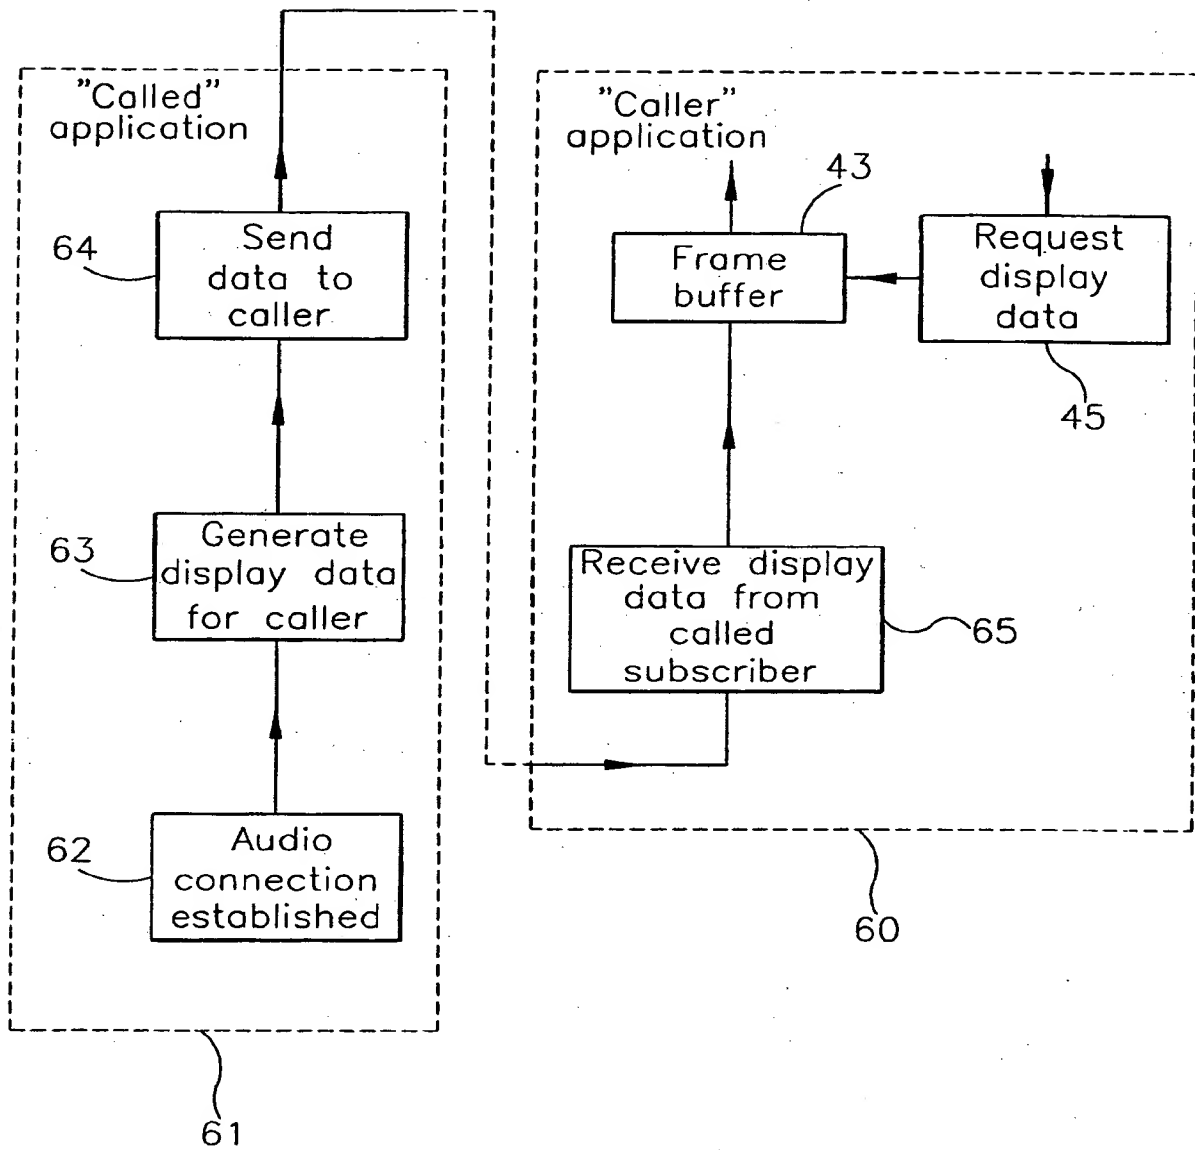 "Called"
application
64
Send
data to
caller
63
Generate
display data
for caller
62
Audio
connection
established
61
"Caller"
application
43
Frame
buffer
Request
display
data
45
Receive display
data from
called
subscriber
65
60